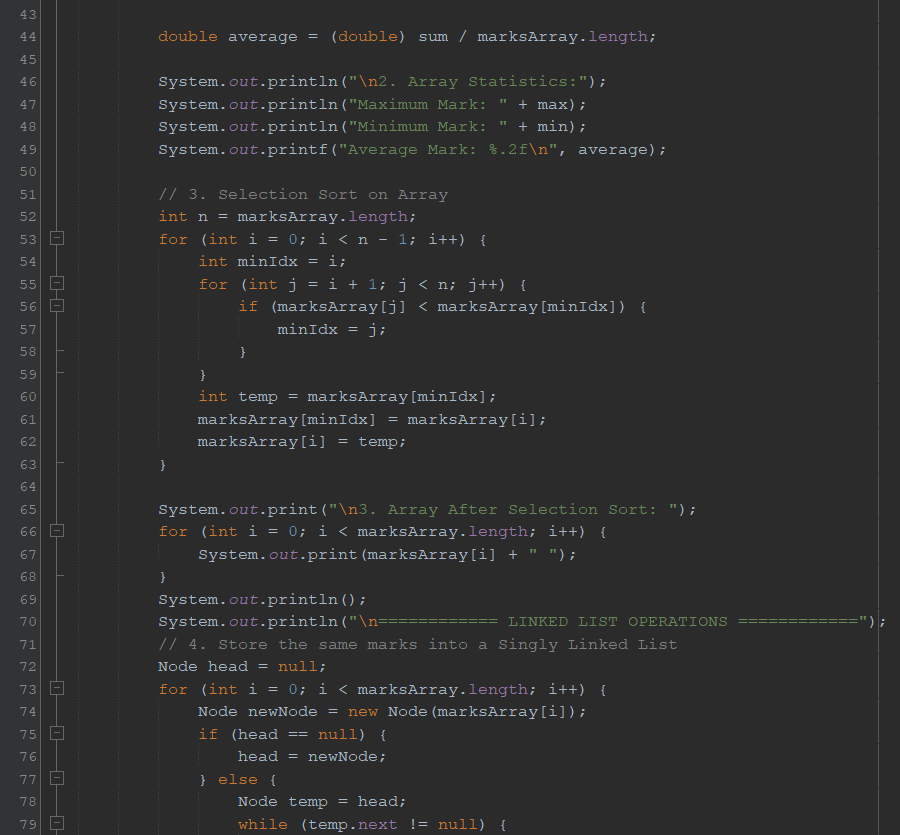 43
44 double average = (double) sum / marksArray.length;
45
46 System.out.println("\n2. Array Statistics:");
47 System.out.println("Maximum Mark: " + max);
48 System.out.println("Minimum Mark: " + min);
49 System.out.printf("Average Mark: %.2f\n", average);
50
51 // 3. Selection Sort on Array
52 int n = marksArray.length;
53 for (int i = 0; i < n - 1; i++) {
54 int minIdx = i;
55 for (int j = i + 1; j < n; j++) {
56 if (marksArray[j] < marksArray[minIdx]) {
57 minIdx = j;
58 }
59 }
60 int temp = marksArray[minIdx];
61 marksArray[minIdx] = marksArray[i];
62 marksArray[i] = temp;
63 }
64
65 System.out.print("\n3. Array After Selection Sort: ");
66 for (int i = 0; i < marksArray.length; i++) {
67 System.out.print(marksArray[i] + " ");
68 }
69 System.out.println();
70 System.out.println("\n============ LINKED LIST OPERATIONS ============");
71 // 4. Store the same marks into a Singly Linked List
72 Node head = null;
73 for (int i = 0; i < marksArray.length; i++) {
74 Node newNode = new Node(marksArray[i]);
75 if (head == null) {
76 head = newNode;
77 } else {
78 Node temp = head;
79 while (temp.next != null) {